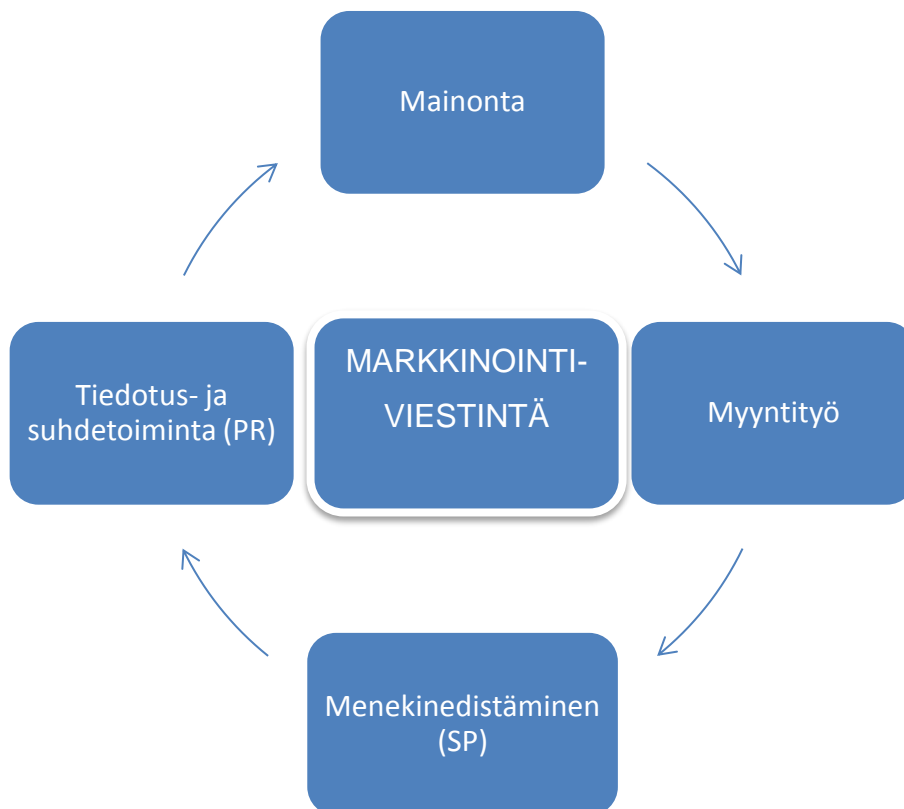 Mainonta
Tiedotus- ja
suhdetoiminta (PR)
MARKKINOINTI-
VIESTINTÄ
Myyntityö
Menekinedistäminen
(SP)